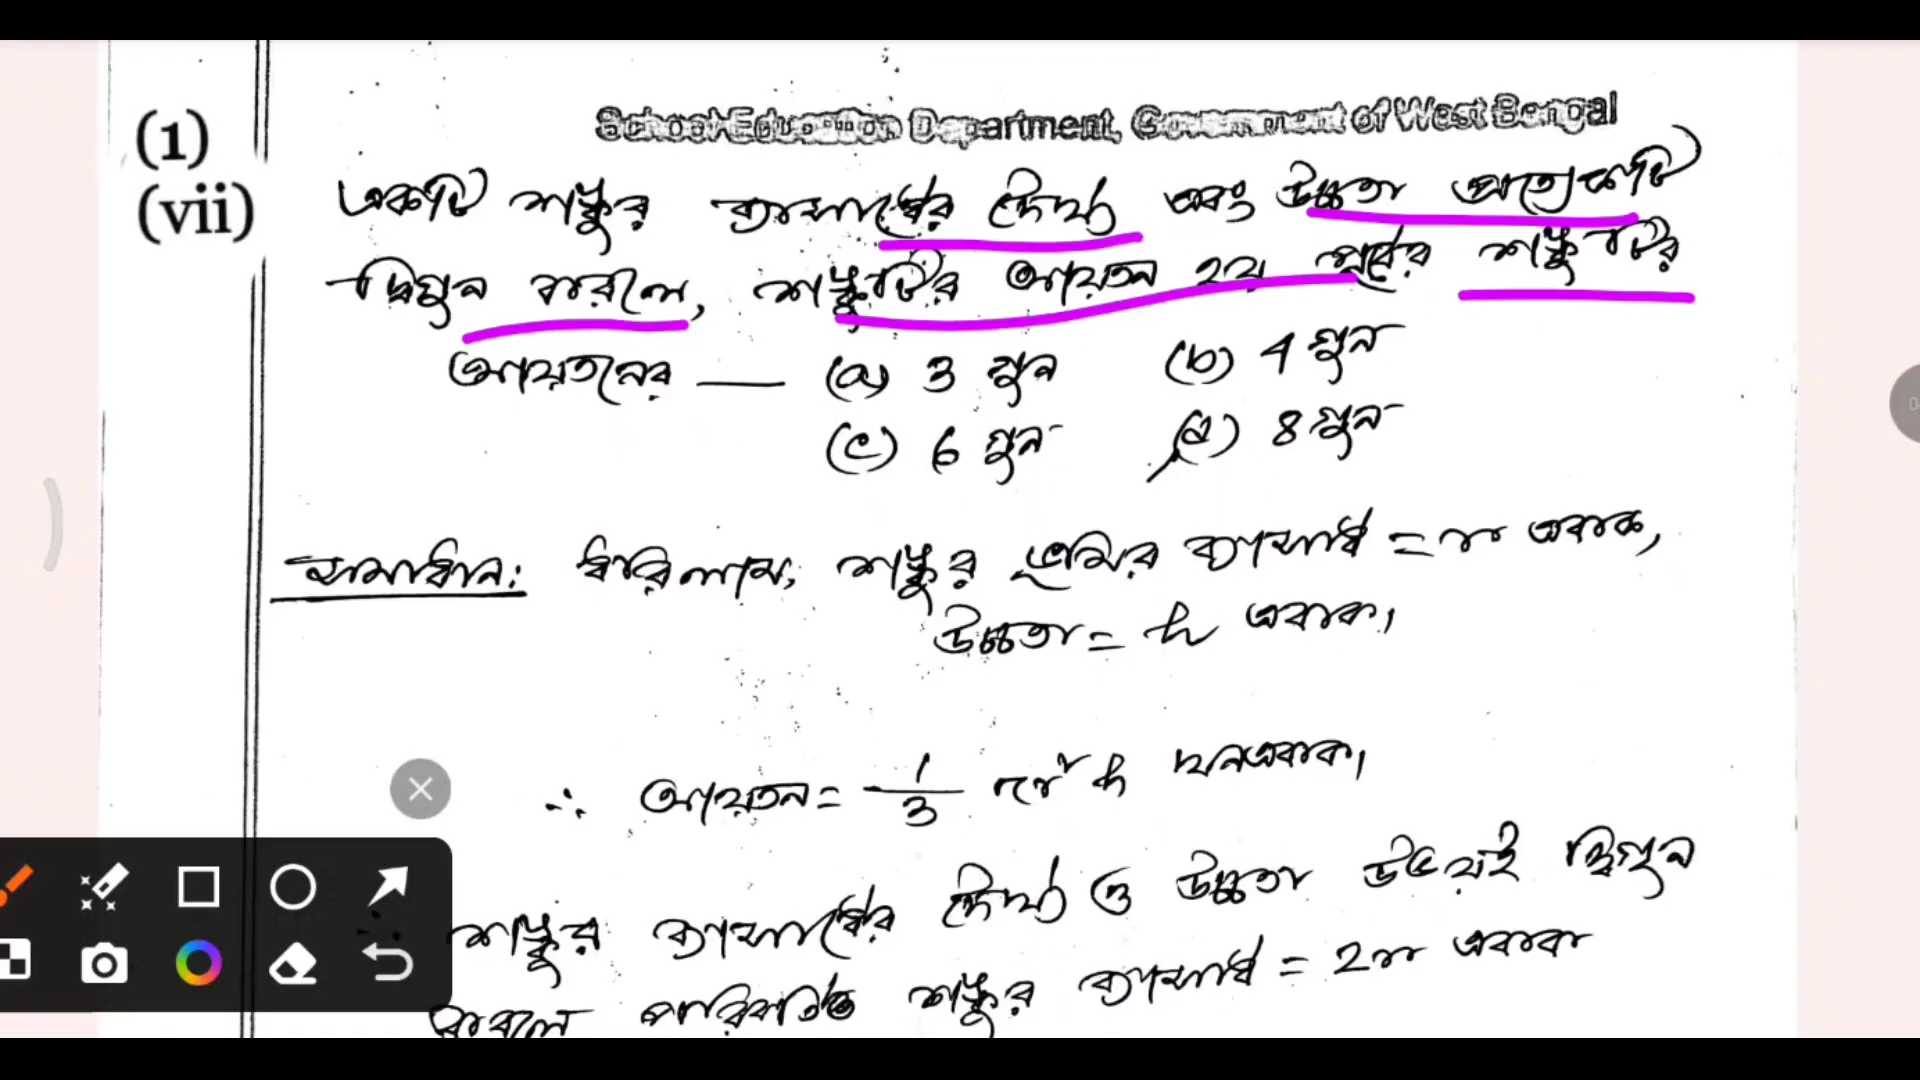 School Education Department, Government of West Bengal
(1)
(vii)
একটি শঙ্কুর ব্যাসার্ধের দৈর্ঘ্য এবং উচ্চতা প্রত্যেকটি
দ্বিগুন করলে, শঙ্কুটির আয়তন হয় পূর্বের শঙ্কুটির
আয়তনের — (a) 3 গুন (b) 4 গুন
(c) 6 গুন (d) 8 গুন
সমাধান: ধরিলাম, শঙ্কুর ভূমির ব্যাসার্ধ = r একক,
উচ্চতা = h একক।
∴ আয়তন = 1/3 πr² h ঘনএকক।
শঙ্কুর ব্যাসার্ধের দৈর্ঘ্য ও উচ্চতা উভয়ই দ্বিগুন
করলে পরিবর্তিত শঙ্কুর ব্যাসার্ধ = 2r একক